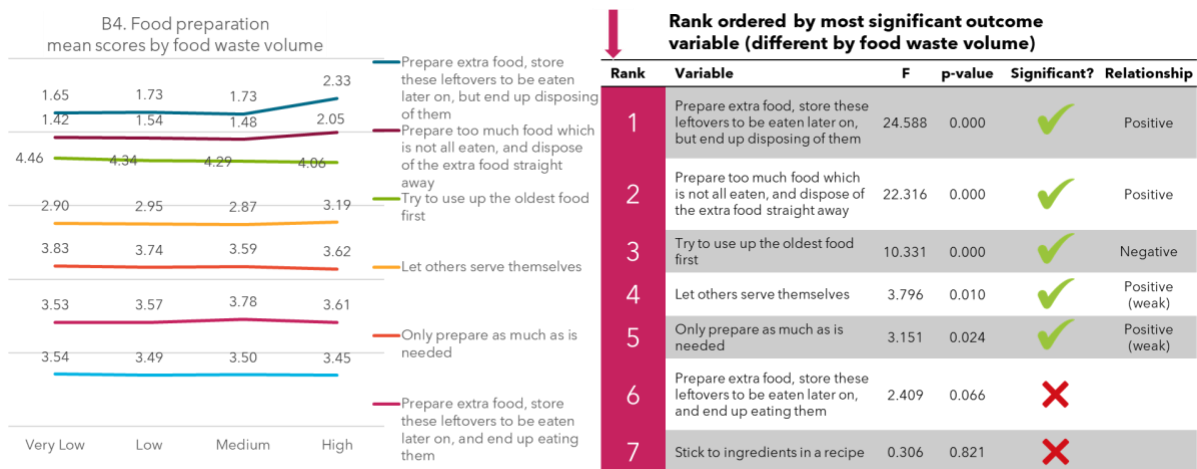 B4. Food preparation
mean scores by food waste volume
1.65
1.73
1.73
2.33
1.42
1.54
1.48
2.05
4.46
4.34
4.29
4.06
2.90
2.95
2.87
3.19
3.83
3.74
3.59
3.62
3.53
3.57
3.78
3.61
3.54
3.49
3.50
3.45
Very Low
Low
Medium
High
Prepare extra food, store
these leftovers to be eaten
later on, but end up disposing
of them
Prepare too much food which
is not all eaten, and dispose
of the extra food straight
away
Try to use up the oldest food
first
Let others serve themselves
Only prepare as much as is
needed
Prepare extra food, store
these leftovers to be eaten
later on, and end up eating
them
Rank ordered by most significant outcome
variable (different by food waste volume)
Rank Variable F p-value Significant? Relationship
1
Prepare extra food, store these
leftovers to be eaten later on,
but end up disposing of them
24.588 0.000 Positive
2
Prepare too much food which
is not all eaten, and dispose of
the extra food straight away
22.316 0.000 Positive
3
Try to use up the oldest food
first
10.331 0.000 Negative
4
Let others serve themselves
3.796 0.010
Positive
(weak)
5
Only prepare as much as is
needed
3.151 0.024
Positive
(weak)
6
Prepare extra food, store these
leftovers to be eaten later on,
and end up eating them
2.409 0.066
7
Stick to ingredients in a recipe
0.306 0.821